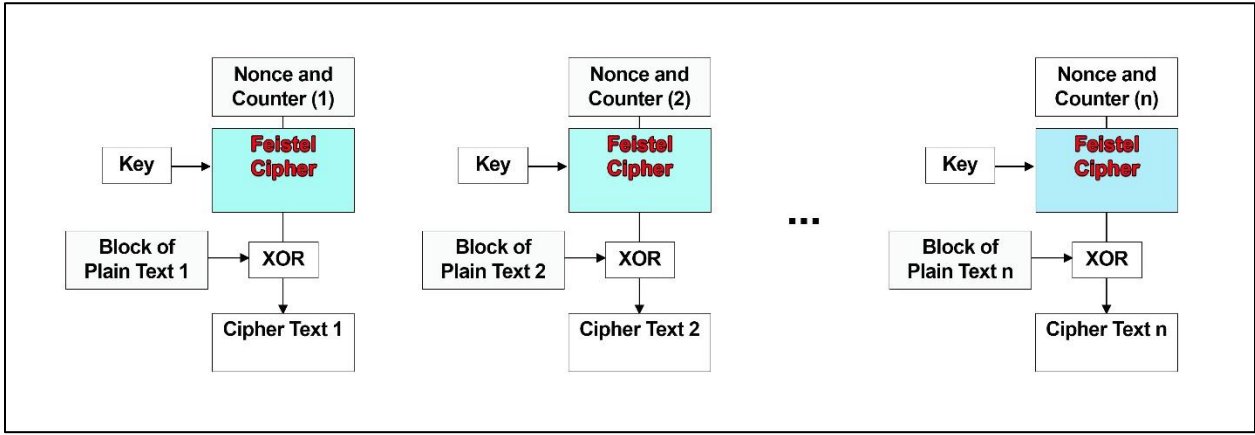 Nonce and
Counter (1)
Nonce and
Counter (2)
Nonce and
Counter (n)
Key
Feistel
Cipher
Key
Feistel
Cipher
...
Key
Feistel
Cipher
Block of
Plain Text 1
XOR
Block of
Plain Text 2
XOR
Block of
Plain Text n
XOR
Cipher Text 1
Cipher Text 2
Cipher Text n